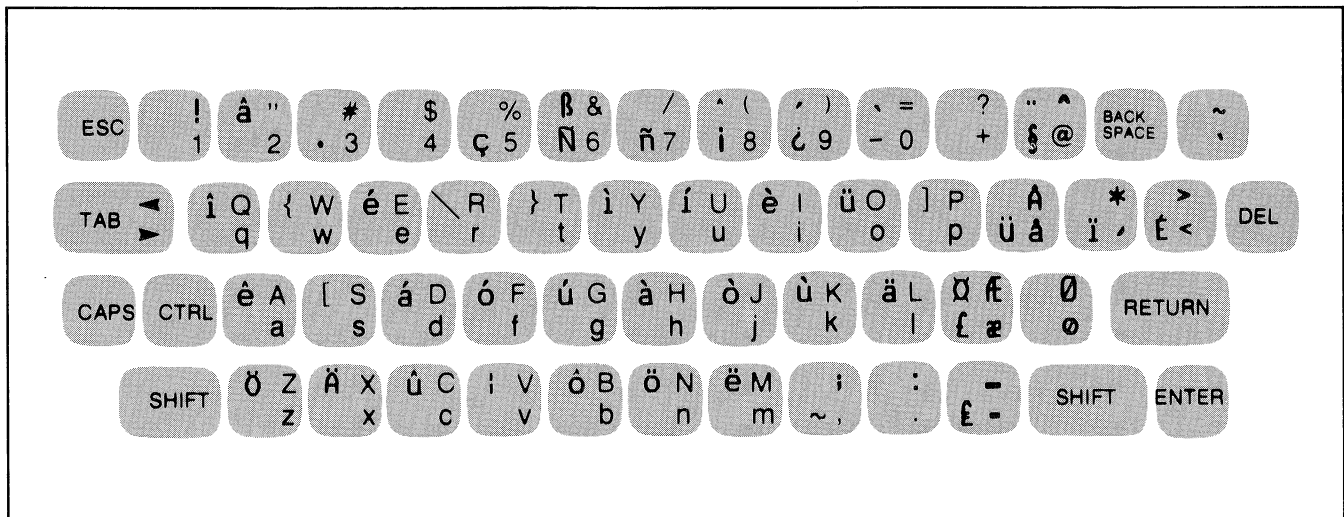 ESC ! 1 â " 2 # · 3 $ 4 % ç 5 ß & Ñ 6 / ñ 7 ^ ( ¡ 8 ´ ) ¿ 9 ` = - 0 ? + ¨ ^ § @ BACK SPACE ~ `
TAB ◄ ► î Q q { W w é E e \ R r } T t ì Y y í U u è I i ü O o ] P p Å ü å * ï ´ > É < DEL
CAPS CTRL ê A a [ S s á D d ó F f ú G g à H h ò J j ù K k ä L l ¤ Æ £ æ Ø ø RETURN
SHIFT Ö Z z Ä X x û C c ¦ V v ô B b ö N n ë M m ; ~ , : . – £ - SHIFT ENTER